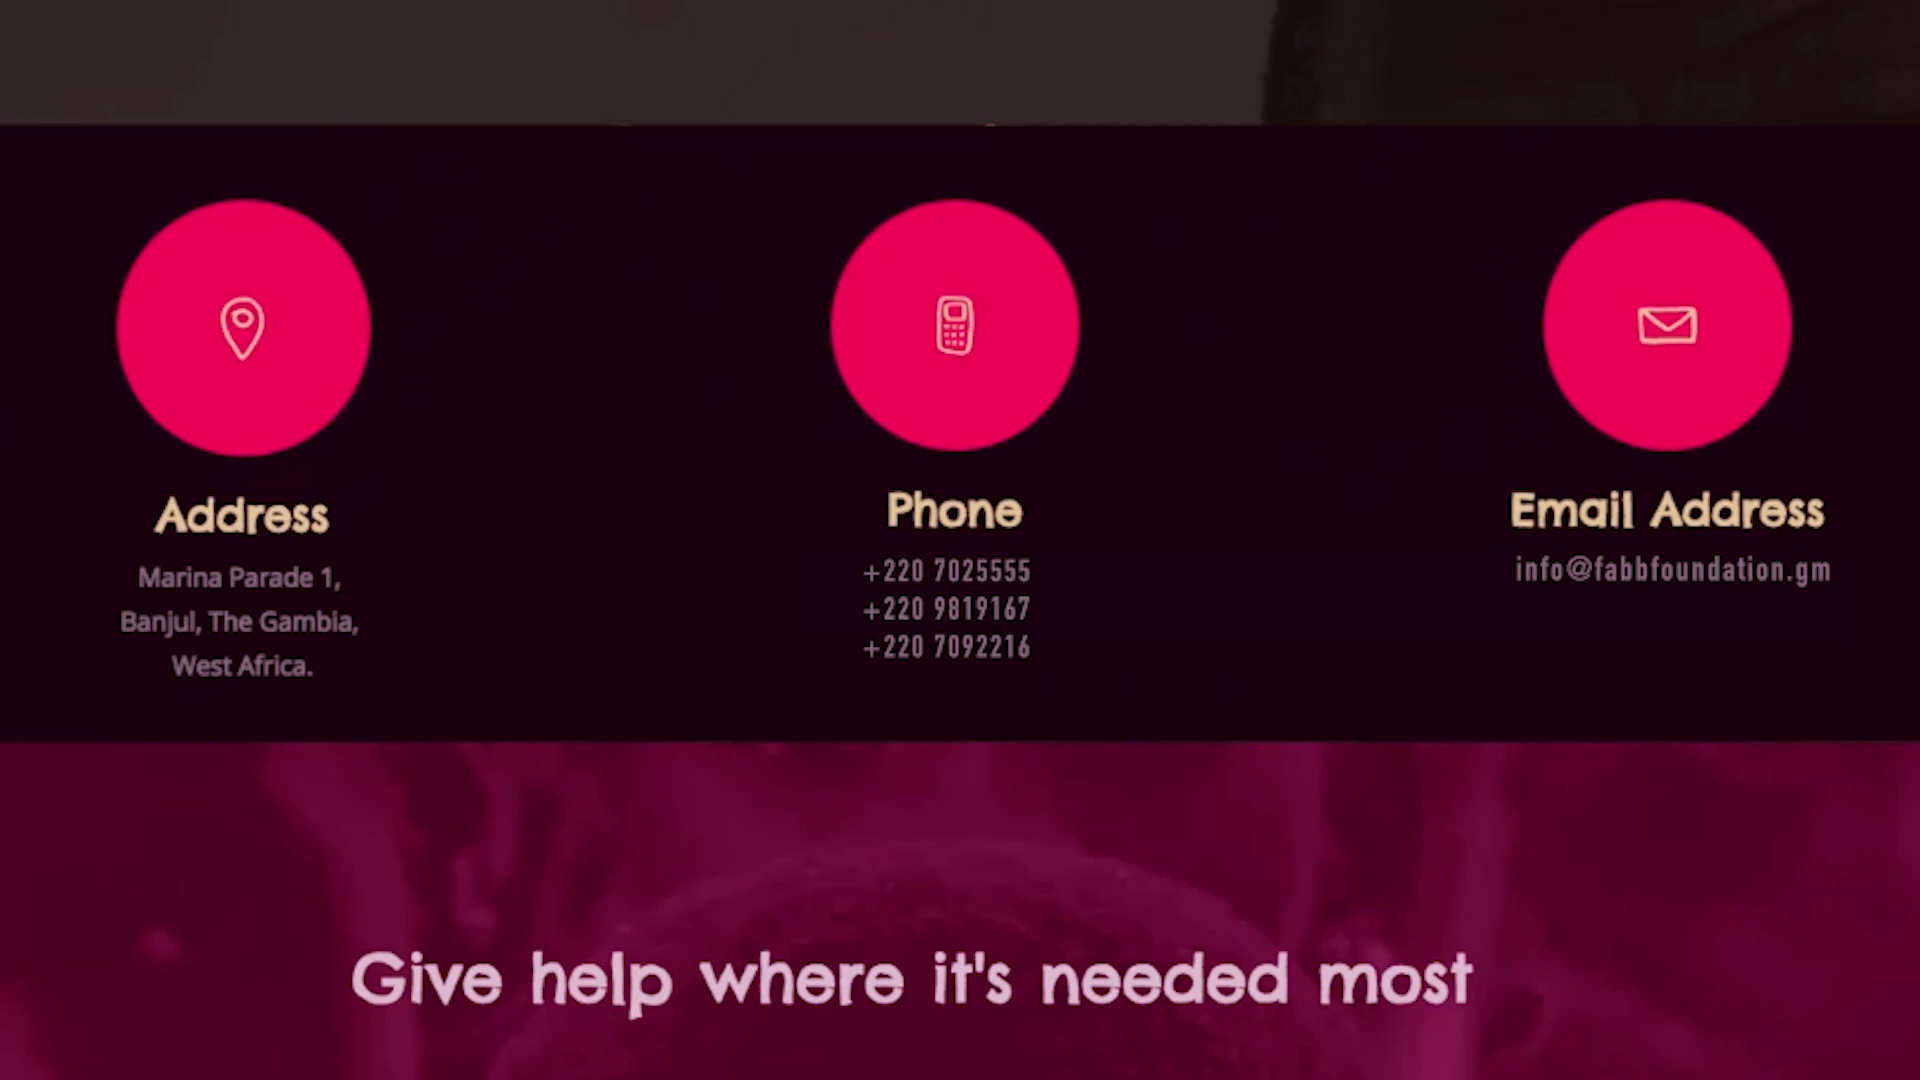 Address
Marina Parade 1,
Banjul, The Gambia,
West Africa.
Phone
+220 7025555
+220 9819167
+220 7092216
Email Address
info@fabbfoundation.gm
Give help where it's needed most